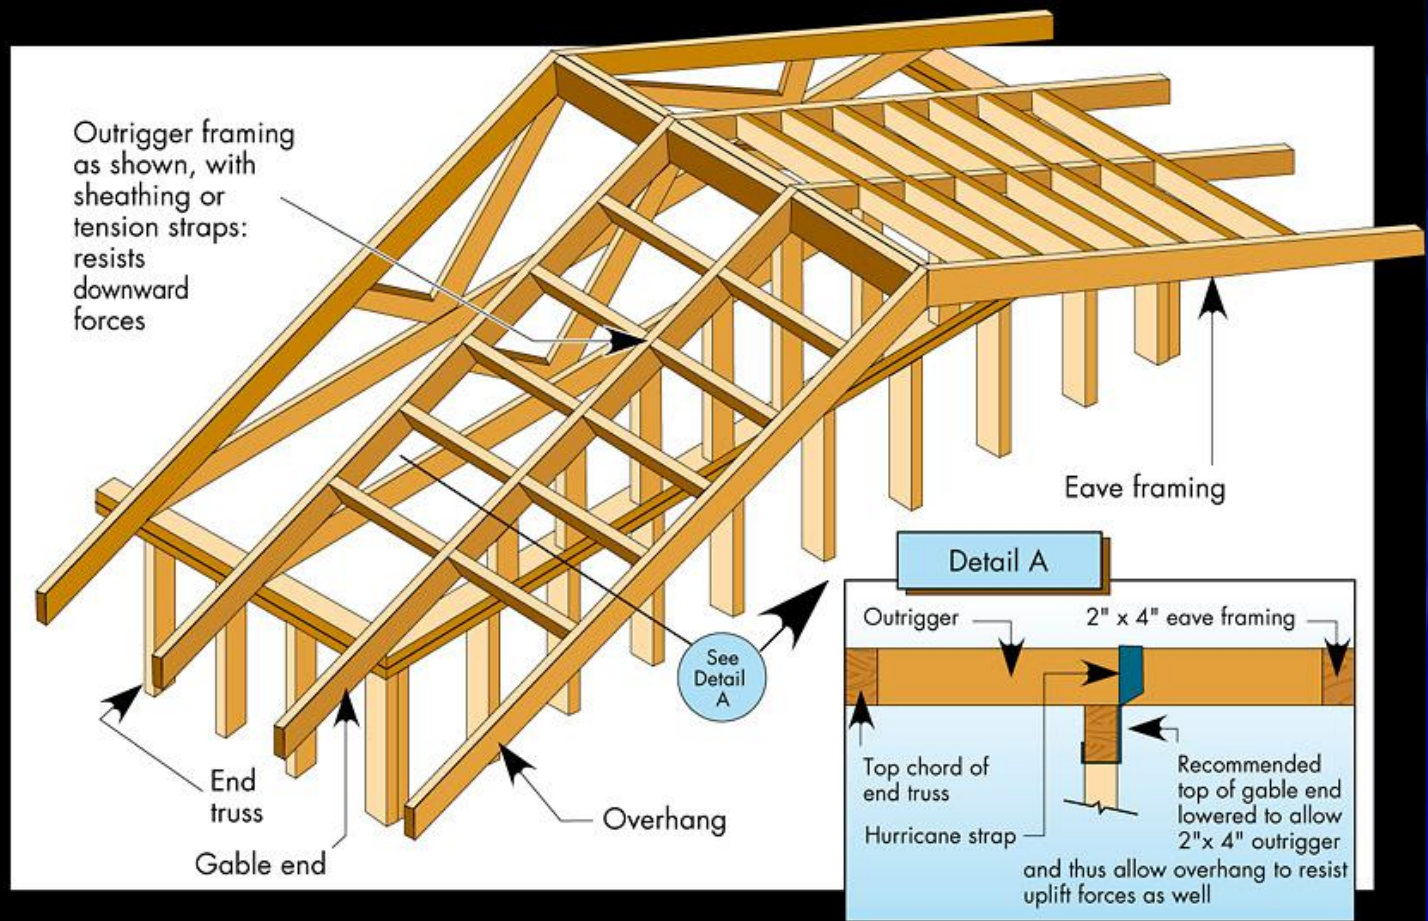 Outrigger framing
as shown, with
sheathing or
tension straps:
resists
downward
forces
Eave framing
See
Detail
A
End
truss
Gable end
Overhang
Detail A
Outrigger
2" x 4" eave framing
Top chord of
end truss
Hurricane strap
Recommended
top of gable end
lowered to allow
2"x 4" outrigger
and thus allow overhang to resist
uplift forces as well